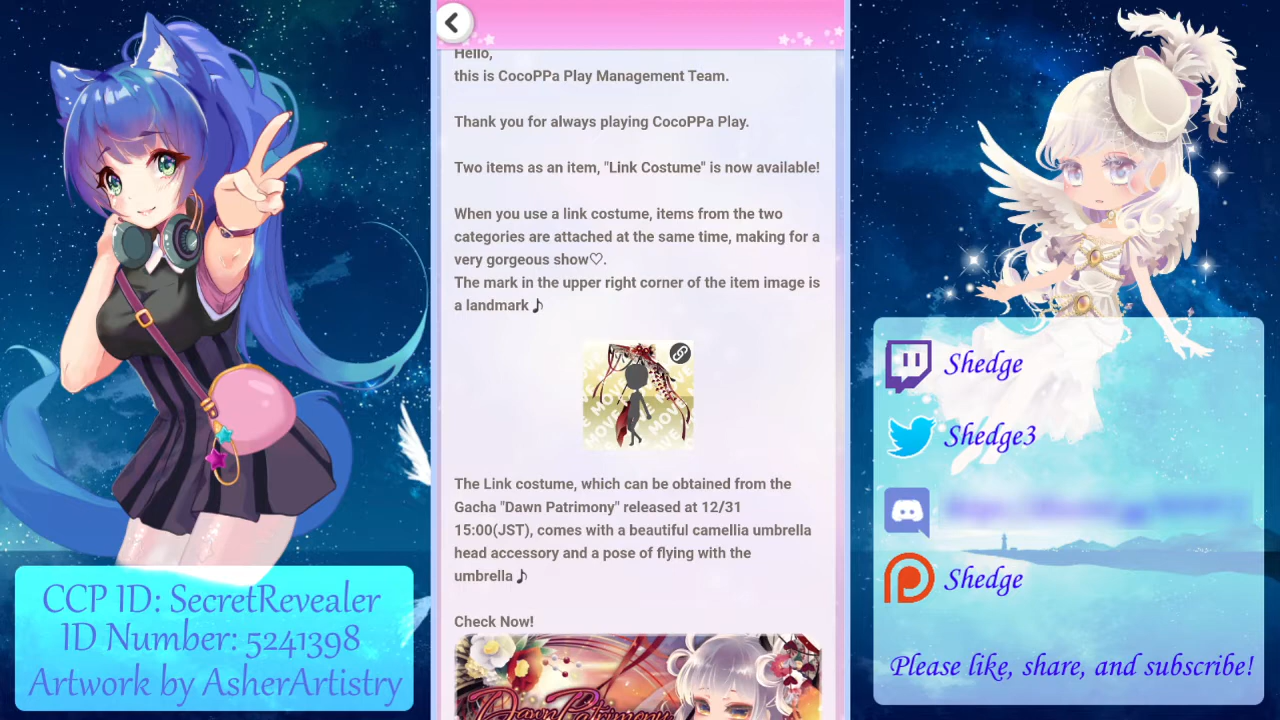 Hello,
this is CocoPPa Play Management Team.
Thank you for always playing CocoPPa Play.
Two items as an item, "Link Costume" is now available!
When you use a link costume, items from the two
categories are attached at the same time, making for a
very gorgeous show♡.
The mark in the upper right corner of the item image is
a landmark ♪
MOVE
The Link costume, which can be obtained from the
Gacha "Dawn Patrimony" released at 12/31
15:00(JST), comes with a beautiful camellia umbrella
head accessory and a pose of flying with the
umbrella ♪
Check Now!
Dawn Patrimony
CCP ID: SecretRevealer
ID Number: 5241398
Artwork by AsherArtistry
Shedge
Shedge3
Shedge
Please like, share, and subscribe!